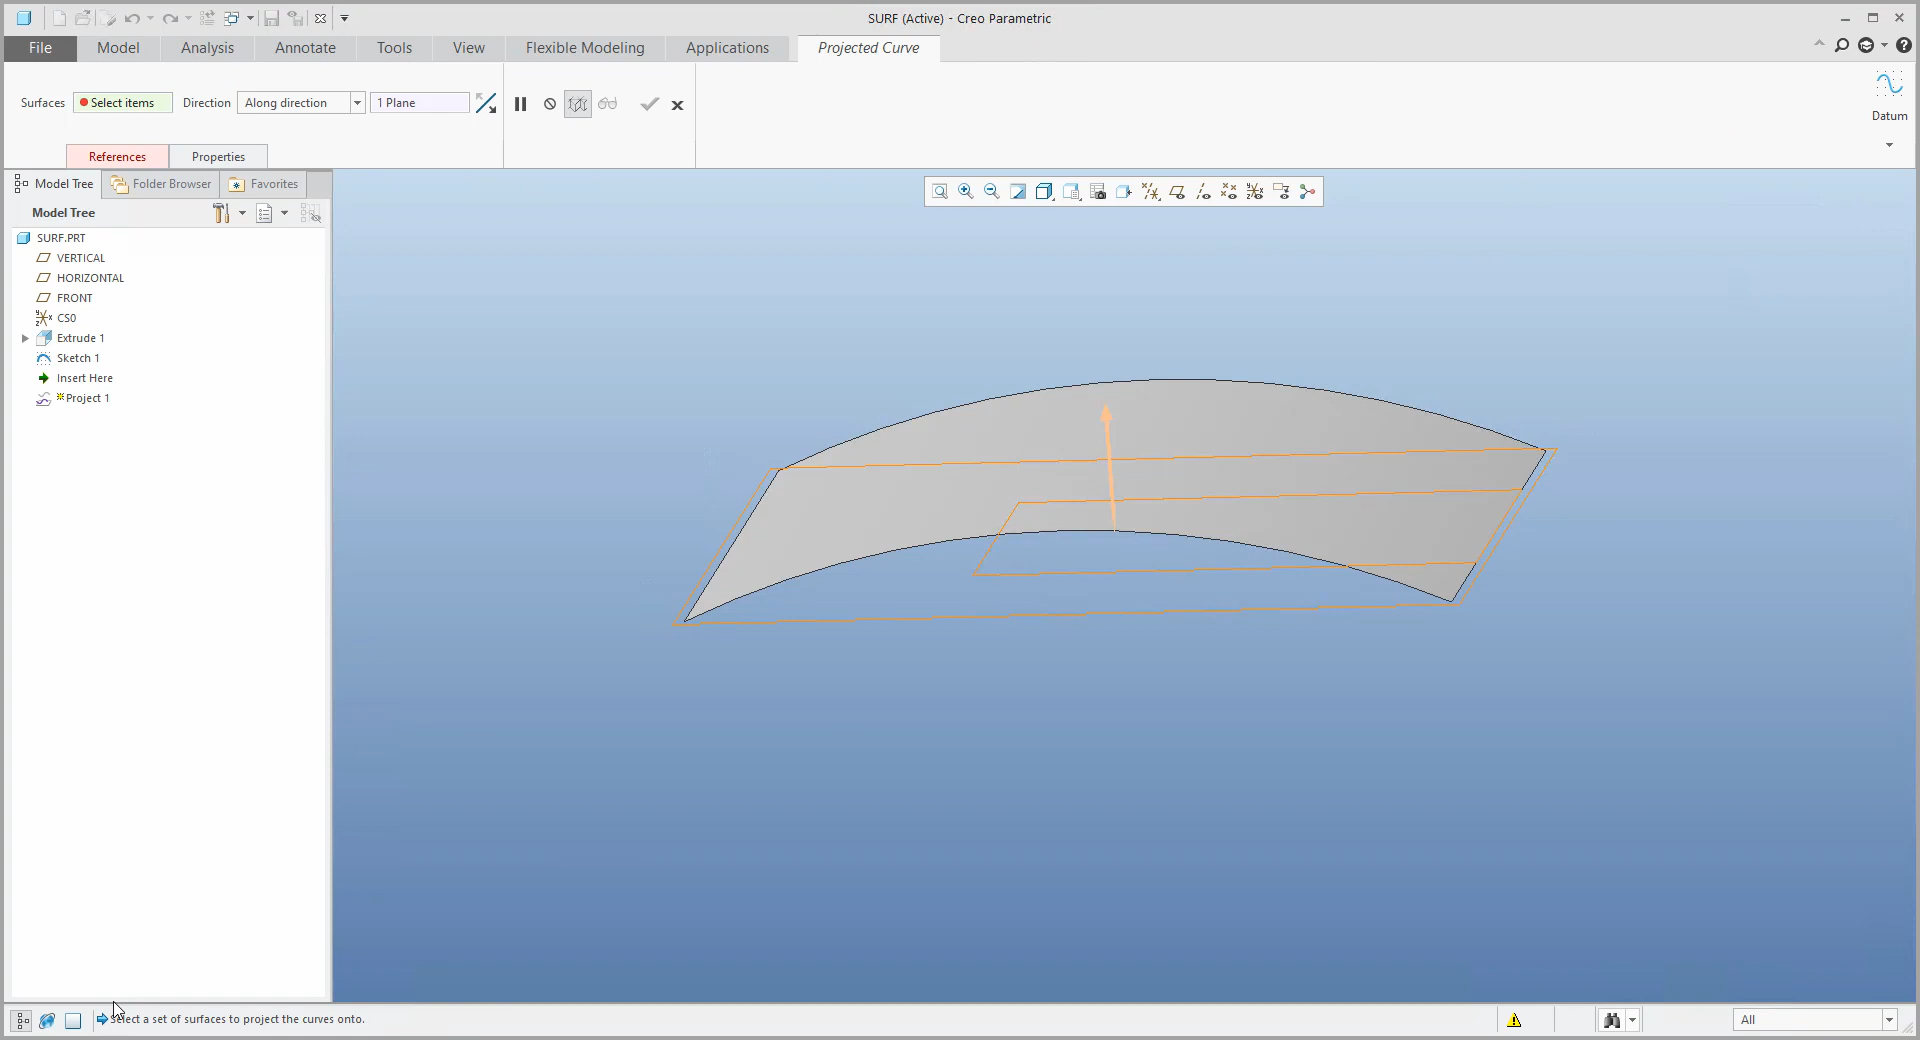 SURF (Active) - Creo Parametric
File Model Analysis Annotate Tools View Flexible Modeling Applications Projected Curve
Surfaces Select items Direction Along direction 1 Plane
Datum
References Properties
Model Tree Folder Browser Favorites
Model Tree
SURF.PRT
VERTICAL
HORIZONTAL
FRONT
CS0
Extrude 1
Sketch 1
Insert Here
Project 1
Select a set of surfaces to project the curves onto.
All